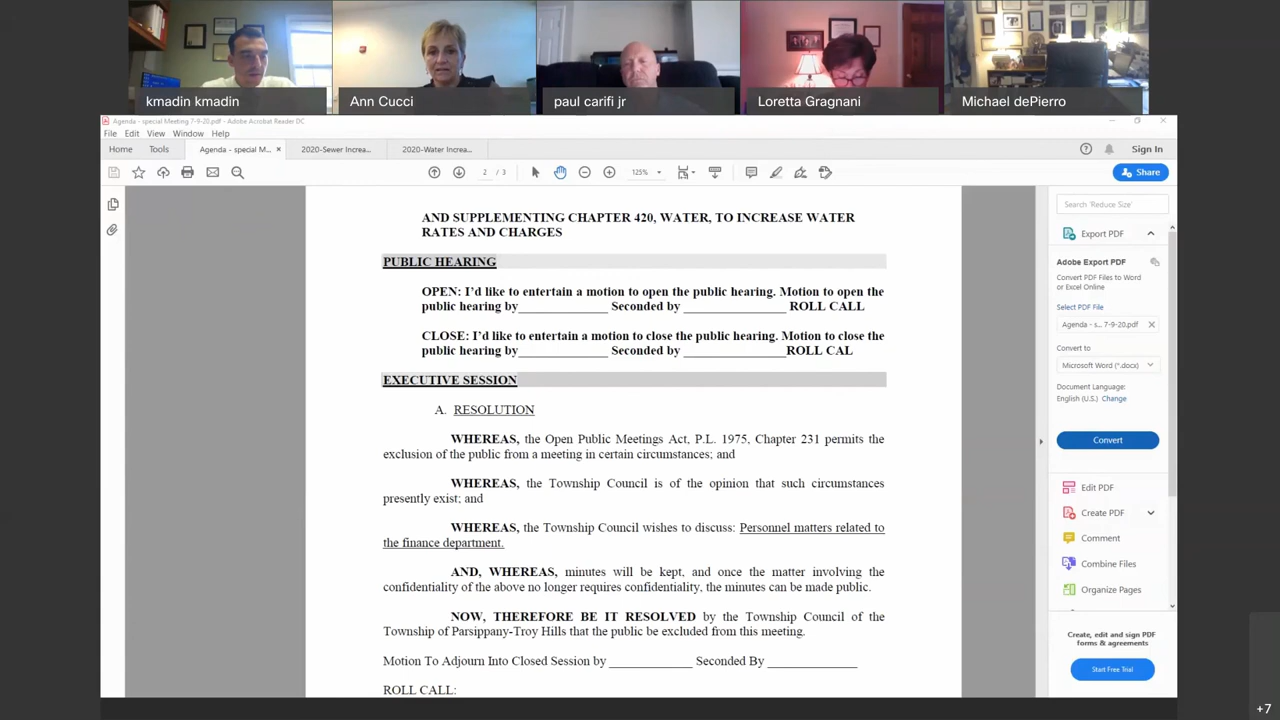 kmadin kmadin
Ann Cucci
paul carifi jr
Loretta Gragnani
Michael dePierro
Agenda - special Meeting 7-9-20.pdf - Adobe Acrobat Reader DC
File Edit View Window Help
Home Tools Agenda - special M... × 2020-Sewer Increa... 2020-Water Increa... Sign In
2 / 3 125% Share
AND SUPPLEMENTING CHAPTER 420, WATER, TO INCREASE WATER
RATES AND CHARGES
PUBLIC HEARING
OPEN: I'd like to entertain a motion to open the public hearing. Motion to open the
public hearing by______________ Seconded by ________________ ROLL CALL
CLOSE: I'd like to entertain a motion to close the public hearing. Motion to close the
public hearing by______________ Seconded by ________________ROLL CAL
EXECUTIVE SESSION
A. RESOLUTION
WHEREAS, the Open Public Meetings Act, P.L. 1975, Chapter 231 permits the
exclusion of the public from a meeting in certain circumstances; and
WHEREAS, the Township Council is of the opinion that such circumstances
presently exist; and
WHEREAS, the Township Council wishes to discuss: Personnel matters related to
the finance department.
AND, WHEREAS, minutes will be kept, and once the matter involving the
confidentiality of the above no longer requires confidentiality, the minutes can be made public.
NOW, THEREFORE BE IT RESOLVED by the Township Council of the
Township of Parsippany-Troy Hills that the public be excluded from this meeting.
Motion To Adjourn Into Closed Session by _____________ Seconded By ______________
ROLL CALL:
Search 'Reduce Size'
Export PDF
Adobe Export PDF
Convert PDF Files to Word
or Excel Online
Select PDF File
Agenda - s... 7-9-20.pdf
Convert to
Microsoft Word (*.docx)
Document Language:
English (U.S.) Change
Convert
Edit PDF
Create PDF
Comment
Combine Files
Organize Pages
Create, edit and sign PDF
forms & agreements
Start Free Trial
+7